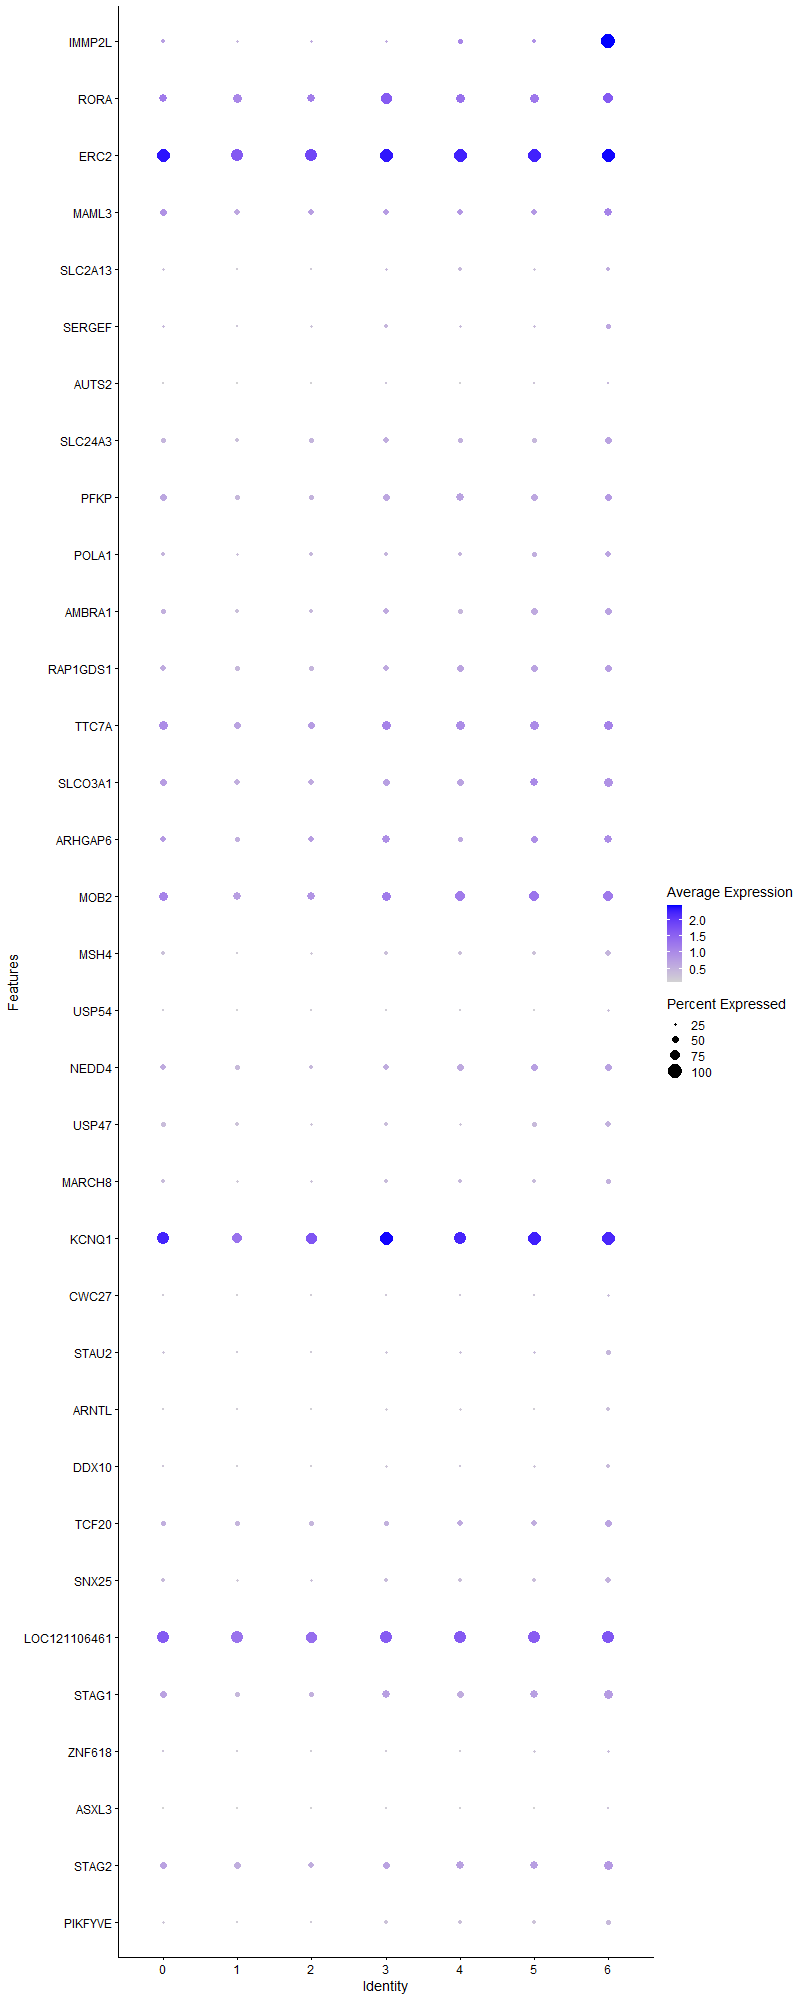 IMMP2L
RORA
ERC2
MAML3
SLC2A13
SERGEF
AUTS2
SLC24A3
PFKP
POLA1
AMBRA1
RAP1GDS1
TTC7A
SLCO3A1
ARHGAP6
MOB2
MSH4
USP54
NEDD4
USP47
MARCH8
KCNQ1
CWC27
STAU2
ARNTL
DDX10
TCF20
SNX25
LOC121106461
STAG1
ZNF618
ASXL3
STAG2
PIKFYVE
Features
0 1 2 3 4 5 6
Identity
Average Expression
2.0
1.5
1.0
0.5
Percent Expressed
25
50
75
100